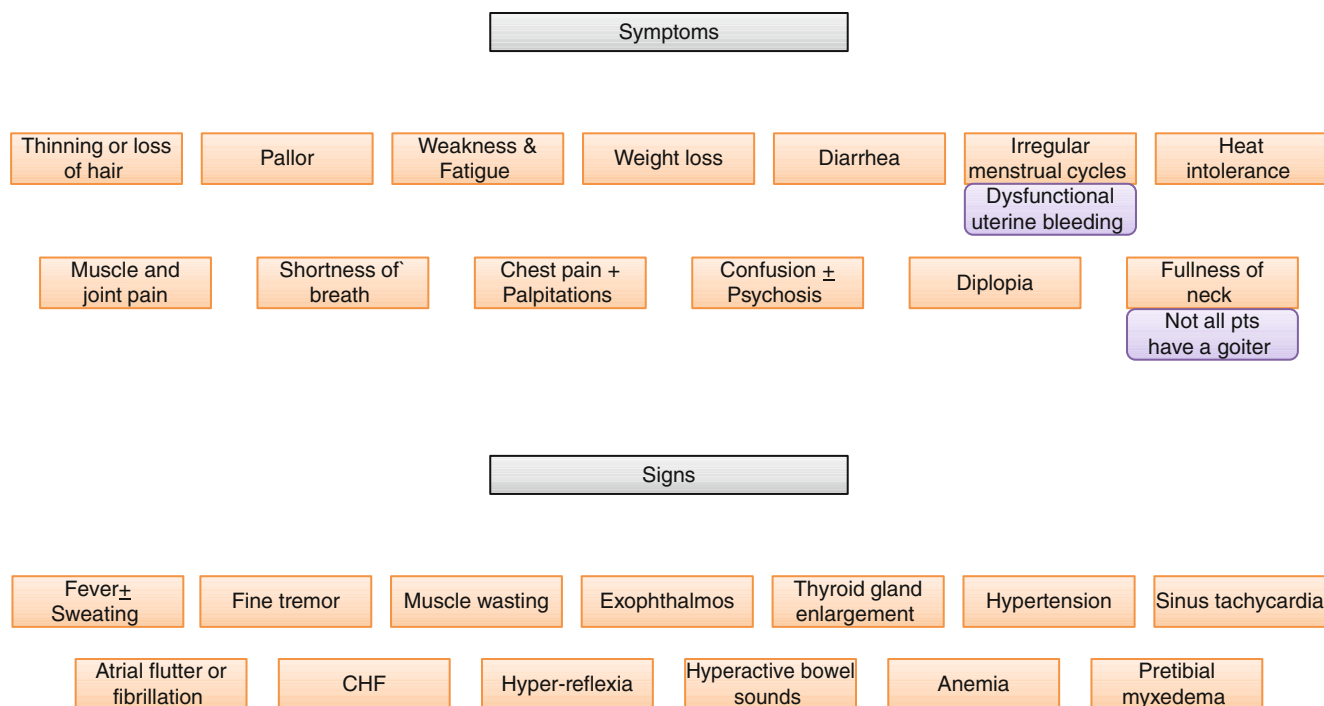 Symptoms
Thinning or loss
of hair
Pallor
Weakness &
Fatigue
Weight loss
Diarrhea
Irregular
menstrual cycles
Dysfunctional
uterine bleeding
Heat
intolerance
Muscle and
joint pain
Shortness of`
breath
Chest pain +
Palpitations
Confusion ±
Psychosis
Diplopia
Fullness of
neck
Not all pts
have a goiter
Signs
Fever±
Sweating
Fine tremor
Muscle wasting
Exophthalmos
Thyroid gland
enlargement
Hypertension
Sinus tachycardia
Atrial flutter or
fibrillation
CHF
Hyper-reflexia
Hyperactive bowel
sounds
Anemia
Pretibial
myxedema